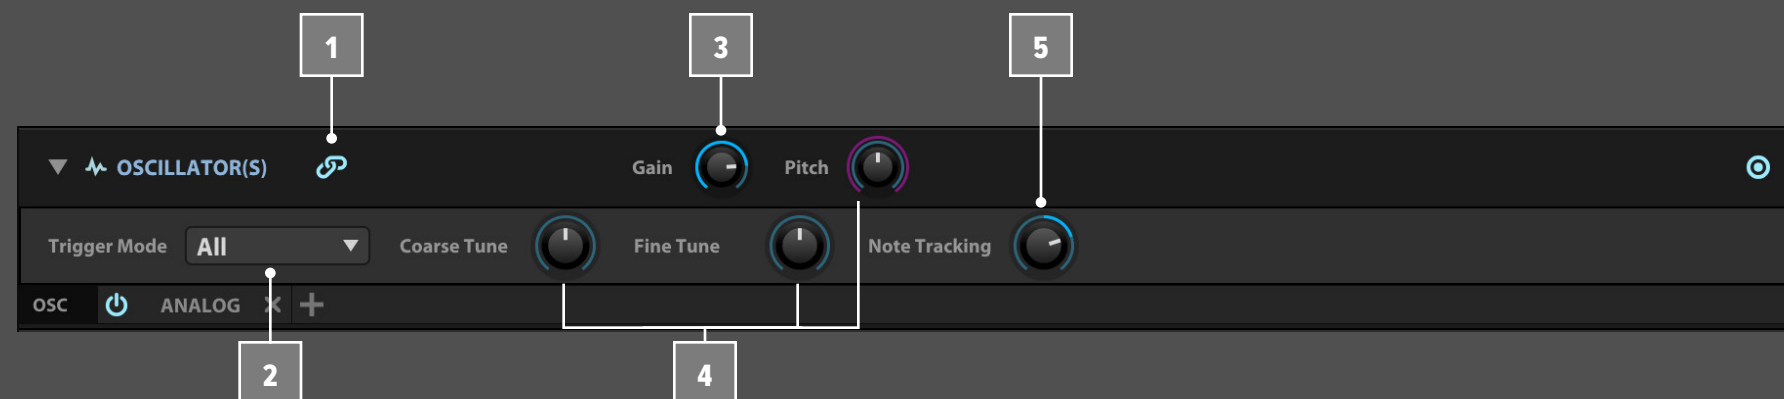 1 3 5
OSCILLATOR(S) Gain Pitch
Trigger Mode All Coarse Tune Fine Tune Note Tracking
OSC ANALOG
2 4